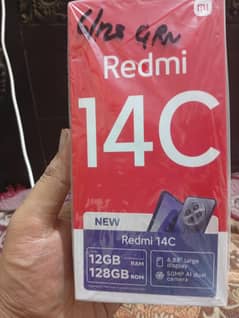 6/128 GRN
mi
Redmi
14C
NEW
Redmi 14C
12GB RAM
128GB ROM
6.88" large
display
50MP AI dual
camera